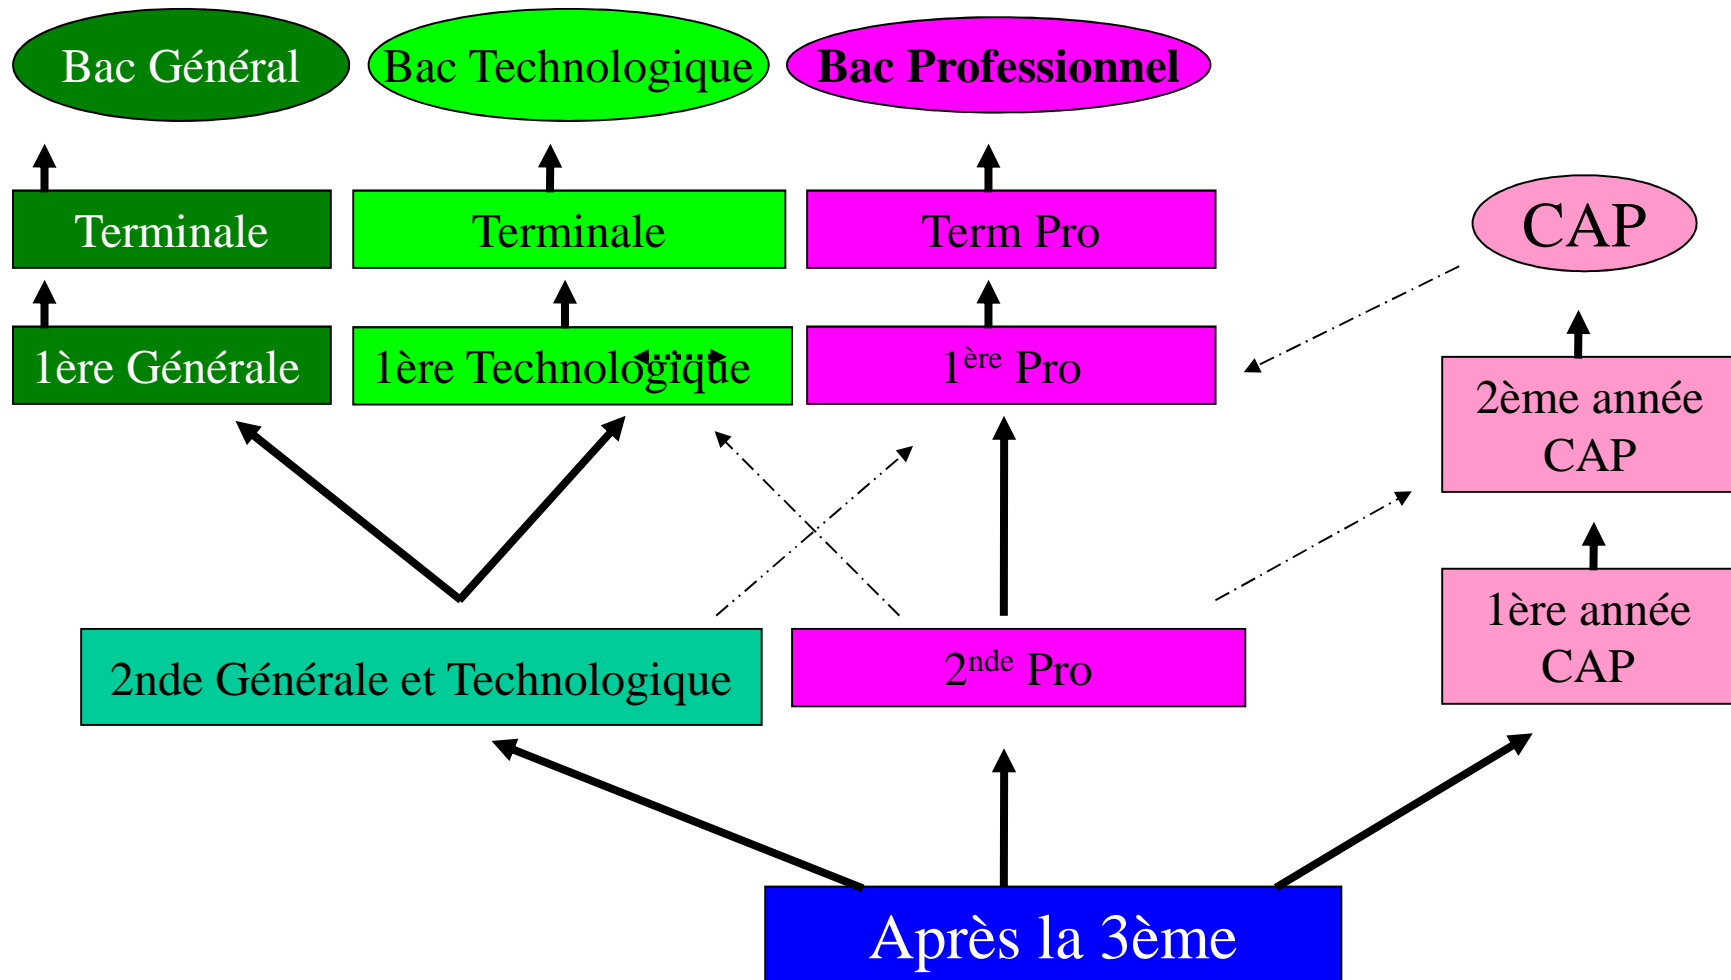 Bac Général
Bac Technologique
Bac Professionnel
Terminale
Terminale
Term Pro
CAP
1ère Générale
1ère Technologique
1ère Pro
2ème année
CAP
2nde Générale et Technologique
2nde Pro
1ère année
CAP
Après la 3ème